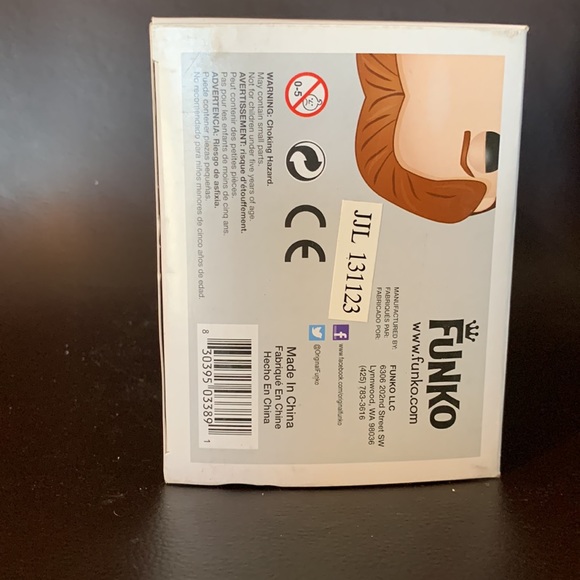 FUNKO
www.funko.com
MANUFACTURED BY:
FABRIQUÉS PAR:
FABRICADO POR:
FUNKO LLC
6306 202nd Street SW
Lynnwood, WA 98036
(425) 783-3616
JJL 131123
www.facebook.com/originalfunko
@OriginalFunko
Made In China
Fabriqué En Chine
Hecho En China
0-5
CE
WARNING: Choking Hazard.
May contain small parts.
Not for children under five years of age.
AVERTISSEMENT: risque d'étouffement.
Peut contenir des petites pièces.
Pas pour les enfants de moins de cinq ans.
ADVERTENCIA: Riesgo de asfixia.
Puede contener piezas pequeñas.
No recomendado para niños menores de cinco años de edad.
8 30395 03389 1